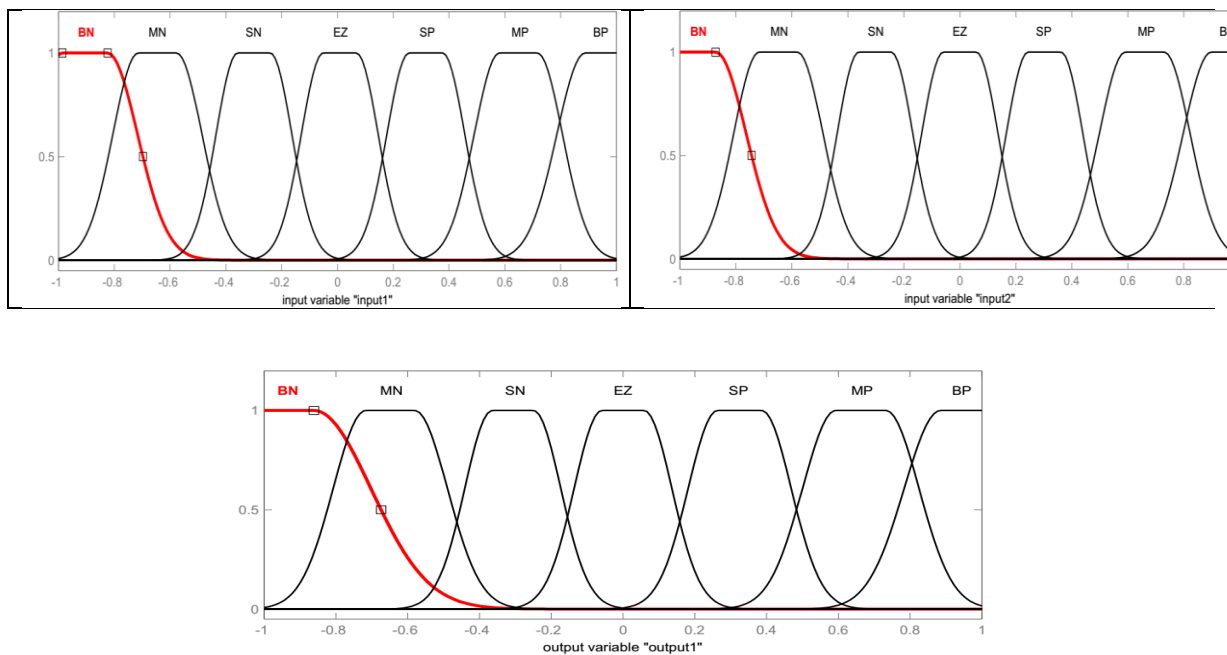 BN MN SN EZ SP MP BP
1
0.5
0
-1 -0.8 -0.6 -0.4 -0.2 0 0.2 0.4 0.6 0.8 1
input variable "input1"
BN MN SN EZ SP MP B
1
0.5
0
-1 -0.8 -0.6 -0.4 -0.2 0 0.2 0.4 0.6 0.8
input variable "input2"
BN MN SN EZ SP MP BP
1
0.5
0
-1 -0.8 -0.6 -0.4 -0.2 0 0.2 0.4 0.6 0.8 1
output variable "output1"